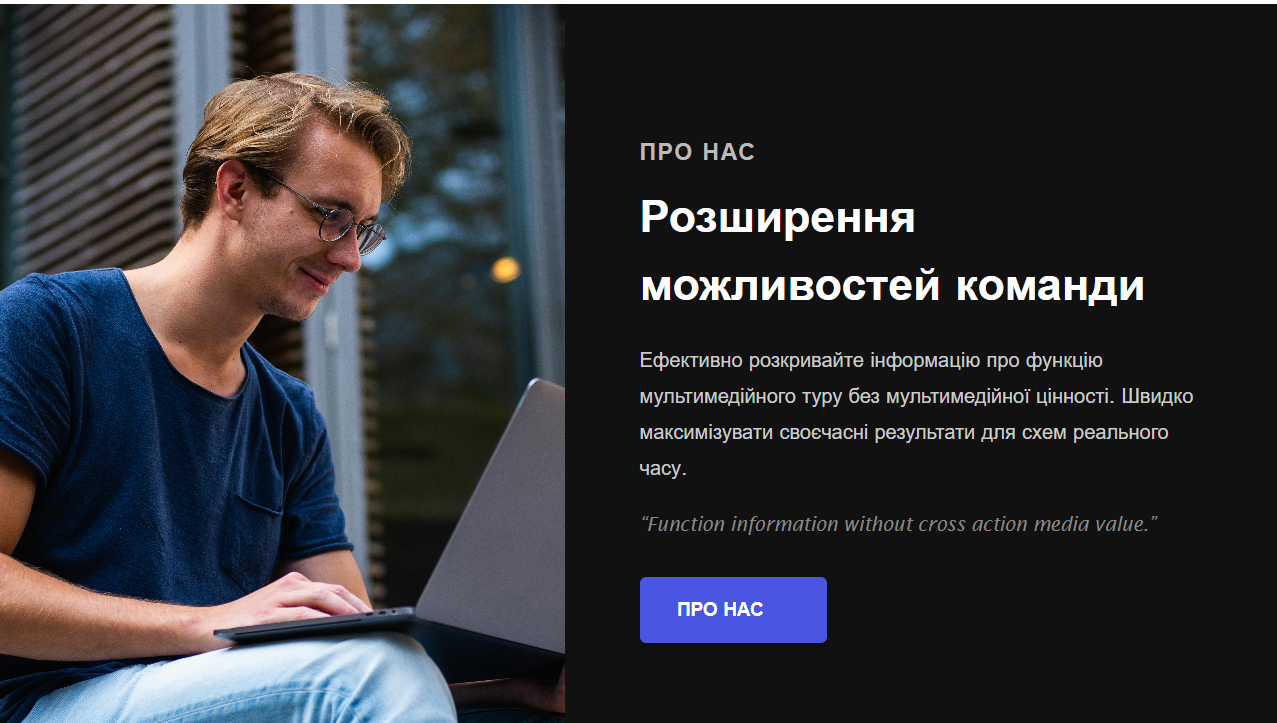 ПРО НАС
Розширення
можливостей команди
Ефективно розкривайте інформацію про функцію
мультимедійного туру без мультимедійної цінності. Швидко
максимізувати своєчасні результати для схем реального
часу.
“Function information without cross action media value.”
ПРО НАС